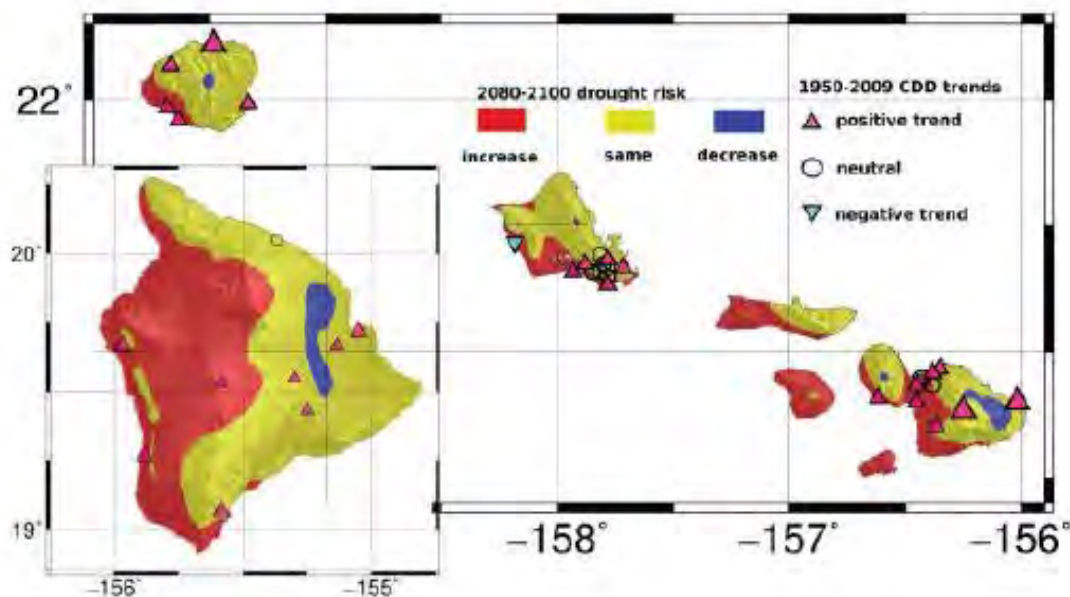 22°
2080-2100 drought risk
increase same decrease
1950-2009 CDD trends
positive trend
neutral
negative trend
20°
19°
-156° -155°
-158° -157° -156°